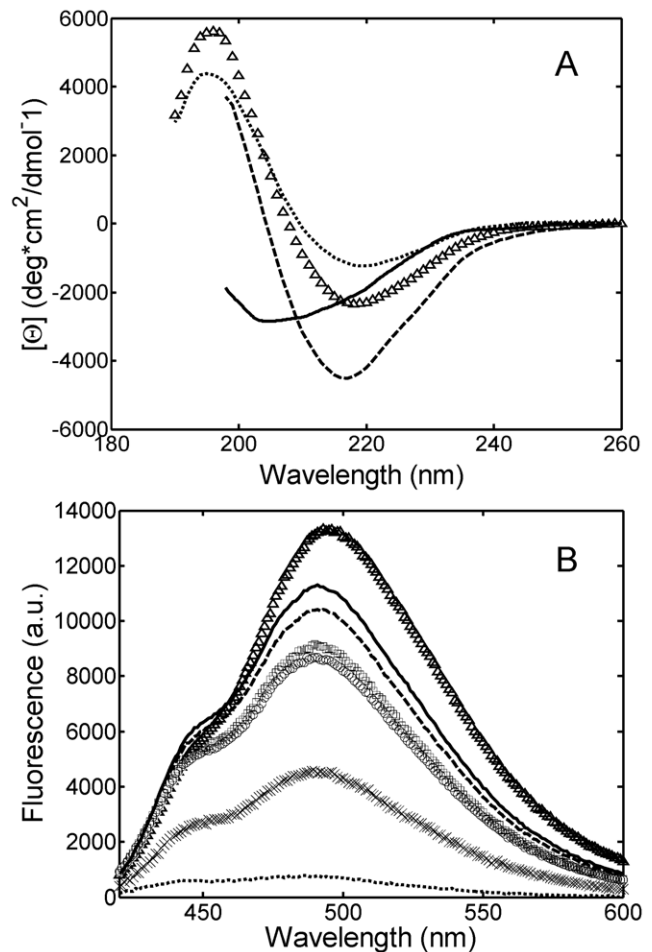 6000
A
4000
2000
0
-2000
-4000
-6000
[Θ] (deg*cm²/dmol⁻1)
180 200 220 240 260
Wavelength (nm)
14000
B
12000
10000
8000
6000
4000
2000
0
Fluorescence (a.u.)
450 500 550 600
Wavelength (nm)